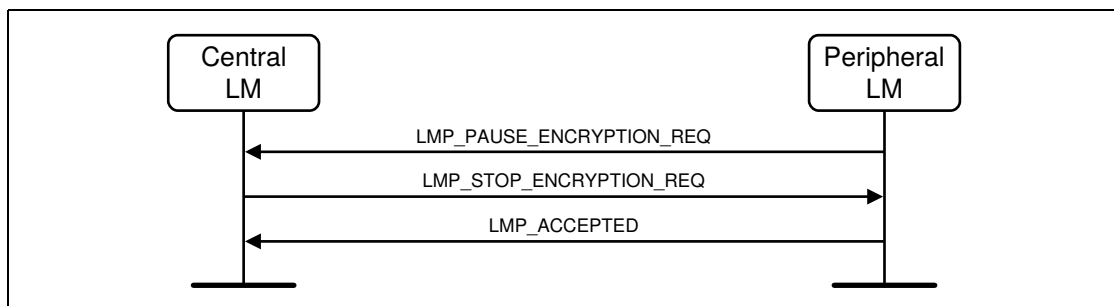 Central
LM
Peripheral
LM
LMP_PAUSE_ENCRYPTION_REQ
LMP_STOP_ENCRYPTION_REQ
LMP_ACCEPTED